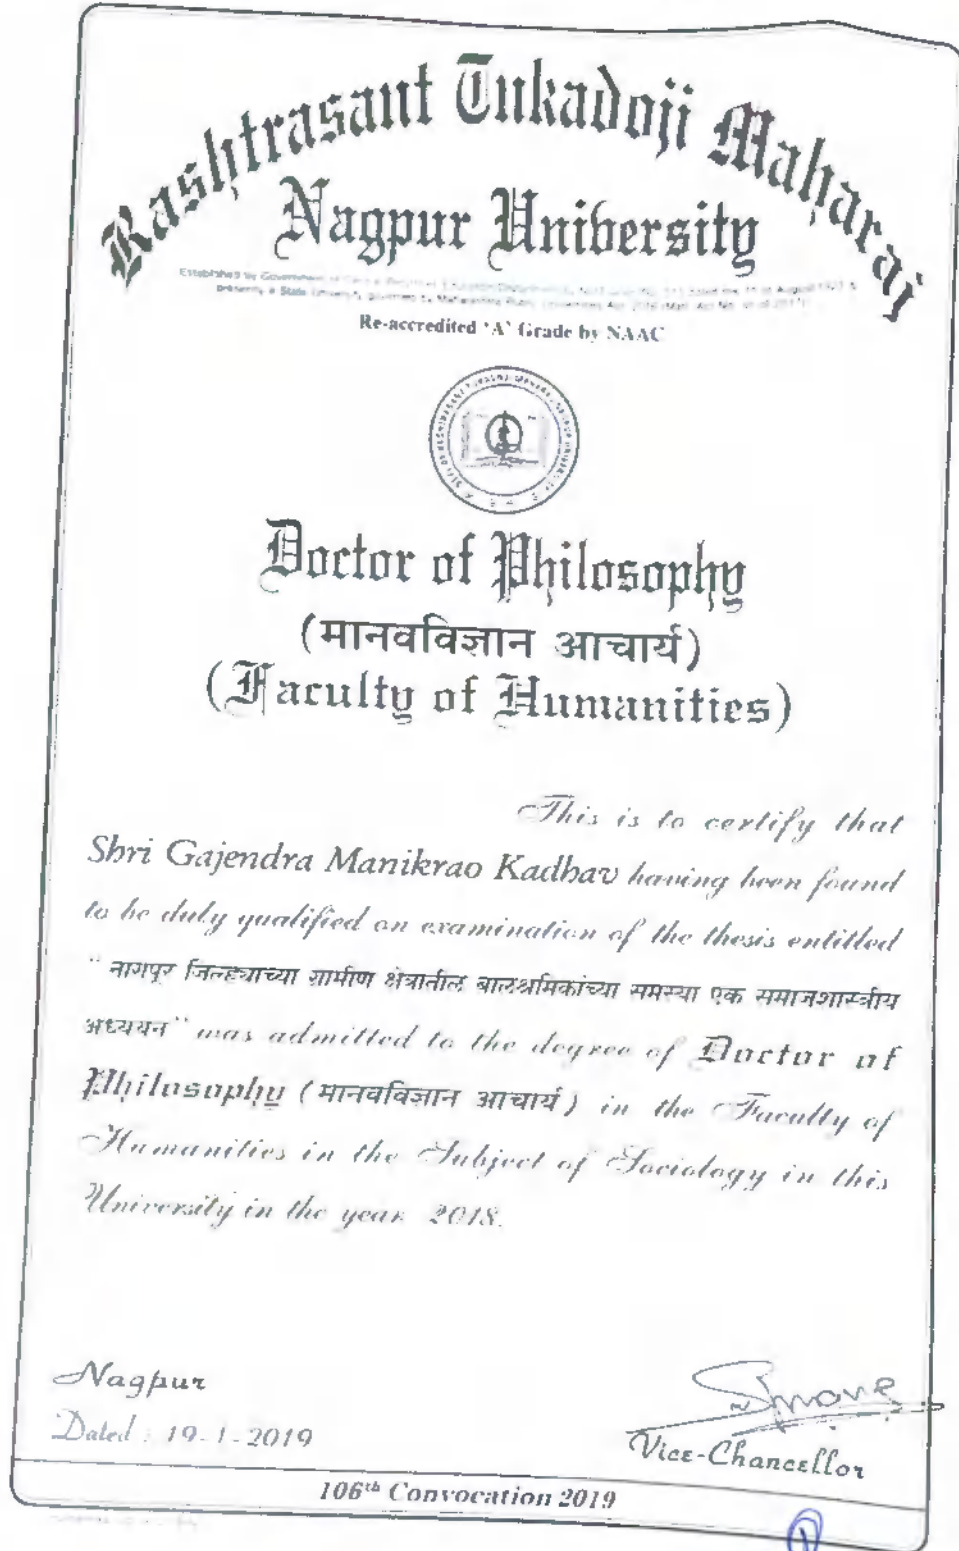 Rashtrasant Tukadoji Maharaj
Nagpur University
Re-accredited 'A' Grade by NAAC
Doctor of Philosophy
(मानवविज्ञान आचार्य)
(Faculty of Humanities)
This is to certify that
Shri Gajendra Manikrao Kadhav having been found
to be duly qualified on examination of the thesis entitled
" नागपूर जिल्ह्याच्या ग्रामीण क्षेत्रातील बालश्रमिकांच्या समस्या एक समाजशास्त्रीय
अध्ययन" was admitted to the degree of Doctor of
Philosophy (मानवविज्ञान आचार्य) in the Faculty of
Humanities in the Subject of Sociology in this
University in the year 2018.
Nagpur
Dated : 19-1-2019
Vice-Chancellor
106th Convocation 2019
1